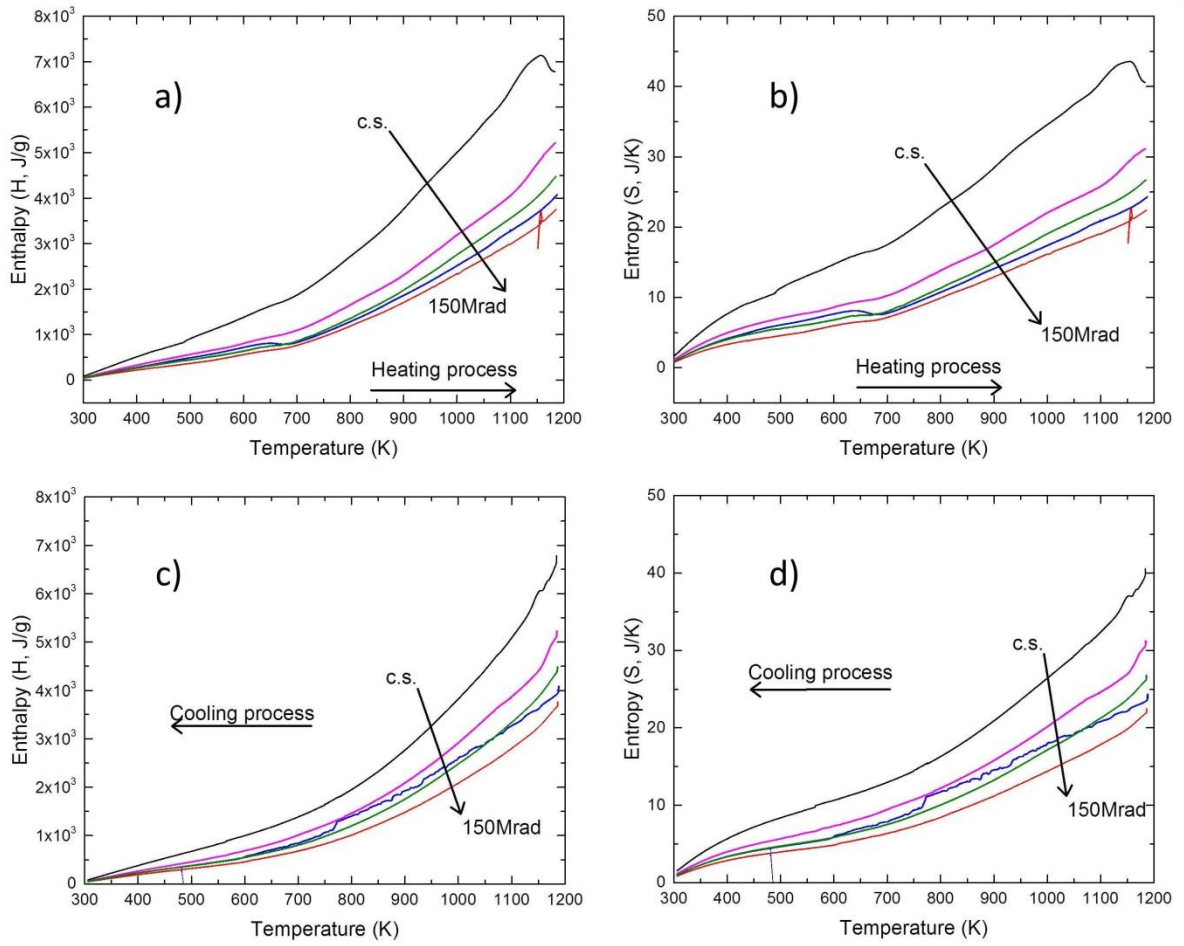 8x10³
7x10³
6x10³
5x10³
4x10³
3x10³
2x10³
1x10³
0
Enthalpy (H, J/g)
a)
c.s.
150Mrad
Heating process
300 400 500 600 700 800 900 1000 1100 1200
Temperature (K)
50
40
30
20
10
0
Entropy (S, J/K)
b)
c.s.
150Mrad
Heating process
300 400 500 600 700 800 900 1000 1100 1200
Temperature (K)
8x10³
7x10³
6x10³
5x10³
4x10³
3x10³
2x10³
1x10³
0
Enthalpy (H, J/g)
c)
c.s.
Cooling process
150Mrad
300 400 500 600 700 800 900 1000 1100 1200
Temperature (K)
50
40
30
20
10
0
Entropy (S, J/K)
d)
c.s.
Cooling process
150Mrad
300 400 500 600 700 800 900 1000 1100 1200
Temperature (K)